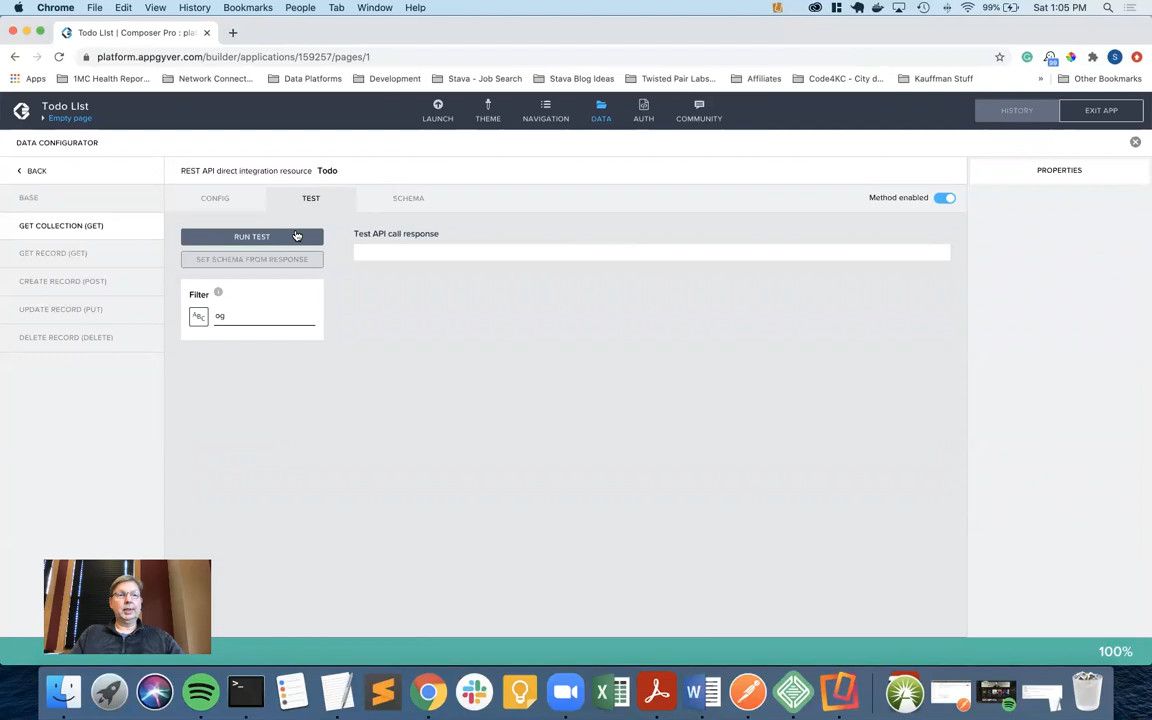 Chrome File Edit View History Bookmarks People Tab Window Help 99% Sat 1:05 PM
Todo LIst | Composer Pro : pla
platform.appgyver.com/builder/applications/159257/pages/1
Apps 1MC Health Repor... Network Connect... Data Platforms Development Stava - Job Search Stava Blog Ideas Twisted Pair Labs... Affiliates Code4KC - City d... Kauffman Stuff » Other Bookmarks
Todo LIst
Empty page
LAUNCH THEME NAVIGATION DATA AUTH COMMUNITY HISTORY EXIT APP
DATA CONFIGURATOR
BACK REST API direct integration resource Todo PROPERTIES
BASE CONFIG TEST SCHEMA Method enabled
GET COLLECTION (GET)
RUN TEST Test API call response
GET RECORD (GET)
SET SCHEMA FROM RESPONSE
CREATE RECORD (POST)
Filter
UPDATE RECORD (PUT)
ABC og
DELETE RECORD (DELETE)
100%